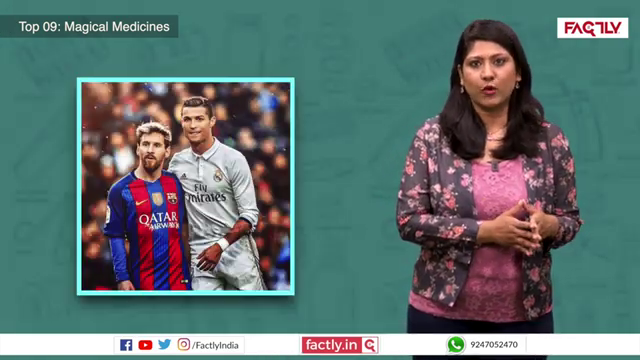 Top 09: Magical Medicines
FACTLY
QATAR
AIRWAYS
Fly
Emirates
/FactlyIndia
factly.in
9247052470